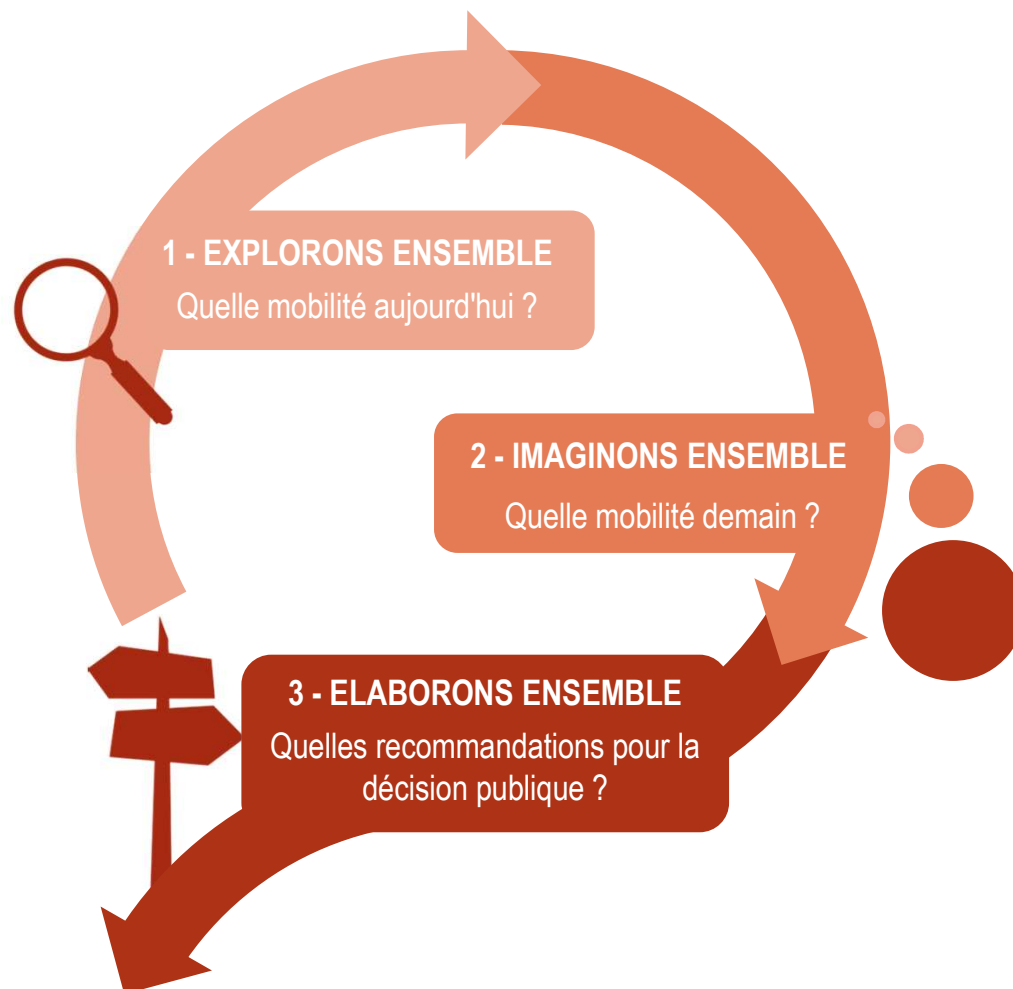 1 - EXPLORONS ENSEMBLE
Quelle mobilité aujourd'hui ?
2 - IMAGINONS ENSEMBLE
Quelle mobilité demain ?
3 - ELABORONS ENSEMBLE
Quelles recommandations pour la
décision publique ?